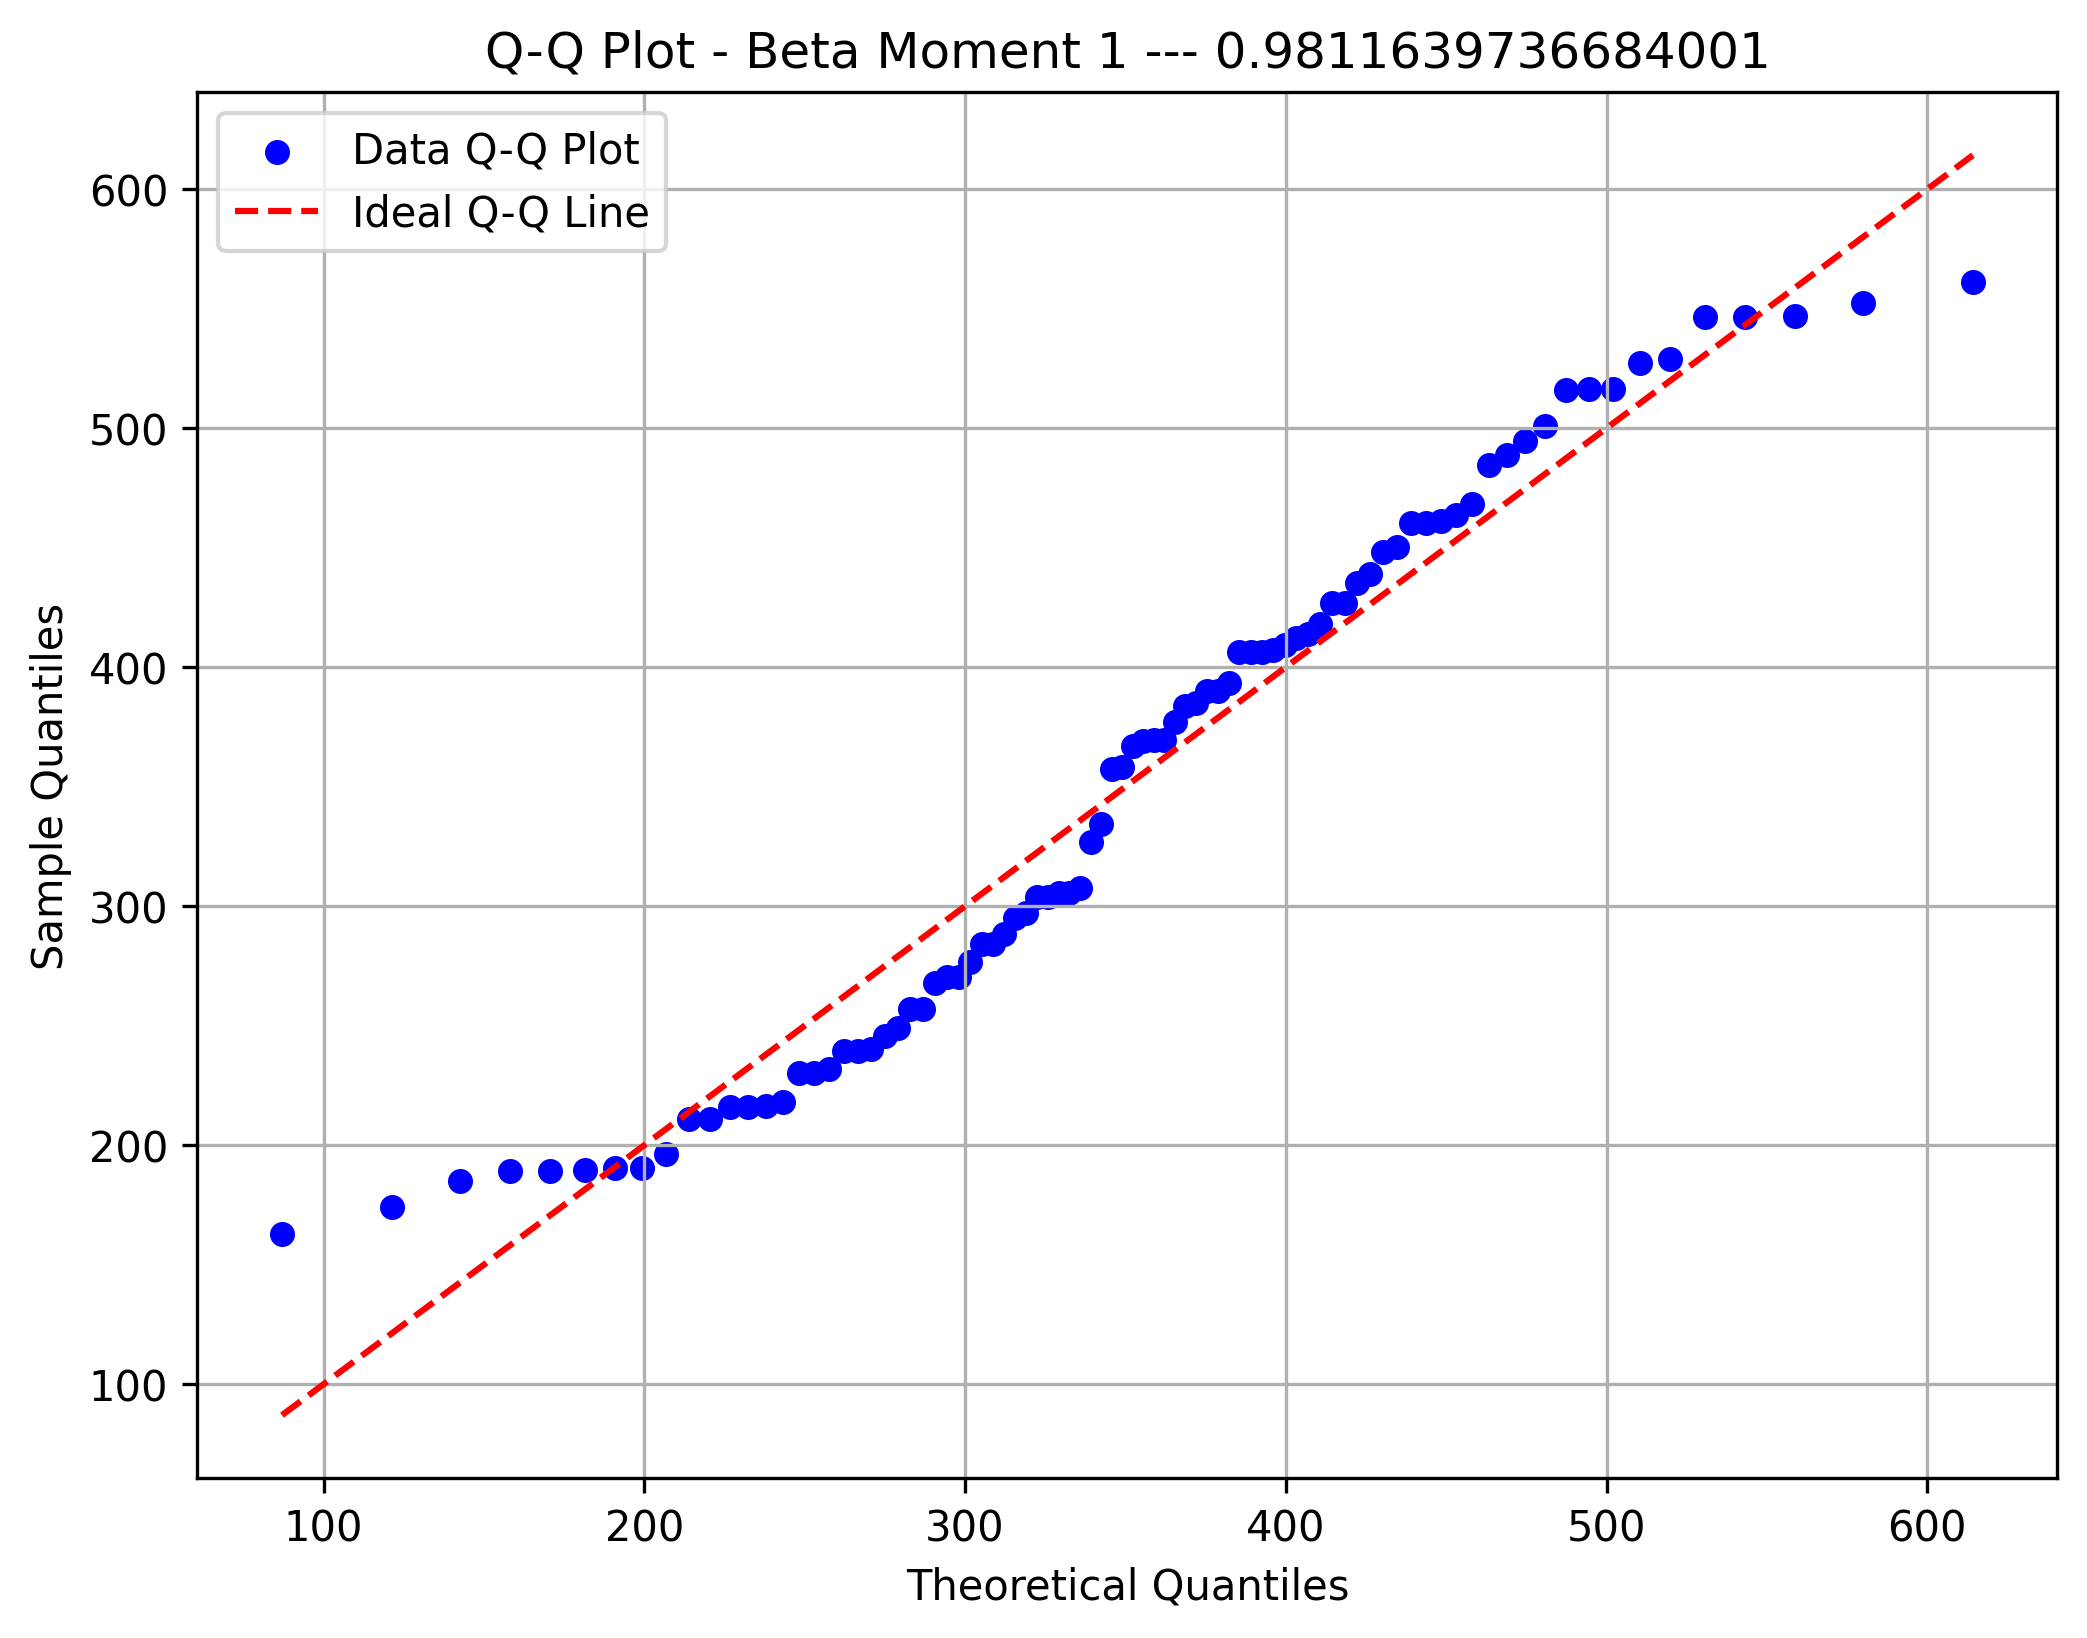 Q-Q Plot - Beta Moment 1 --- 0.9811639736684001
Data Q-Q Plot
Ideal Q-Q Line
600
500
400
300
200
100
Sample Quantiles
100 200 300 400 500 600
Theoretical Quantiles